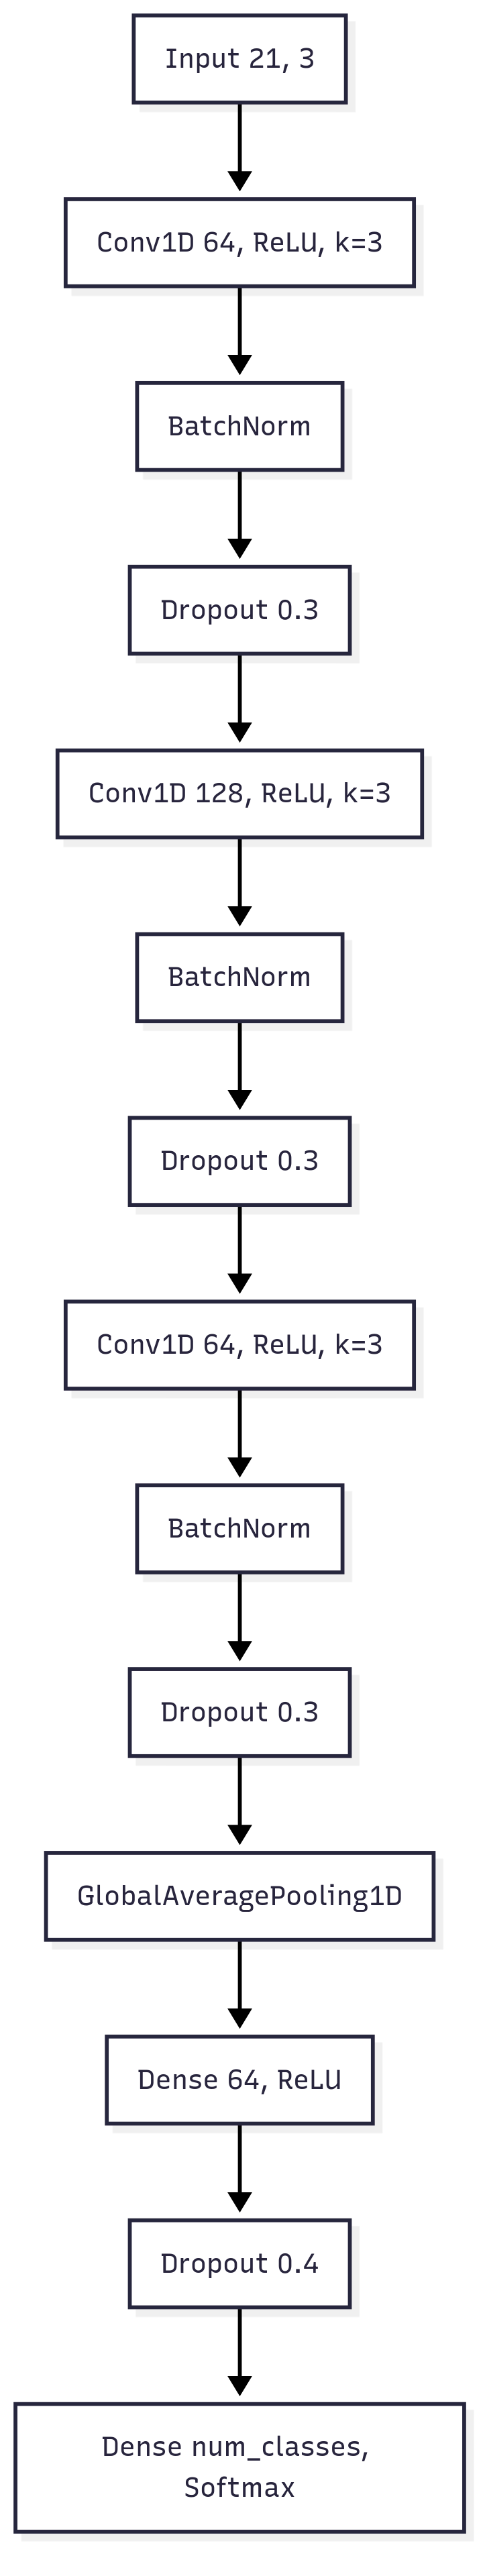 Input 21, 3
Conv1D 64, ReLU, k=3
BatchNorm
Dropout 0.3
Conv1D 128, ReLU, k=3
BatchNorm
Dropout 0.3
Conv1D 64, ReLU, k=3
BatchNorm
Dropout 0.3
GlobalAveragePooling1D
Dense 64, ReLU
Dropout 0.4
Dense num_classes,
Softmax